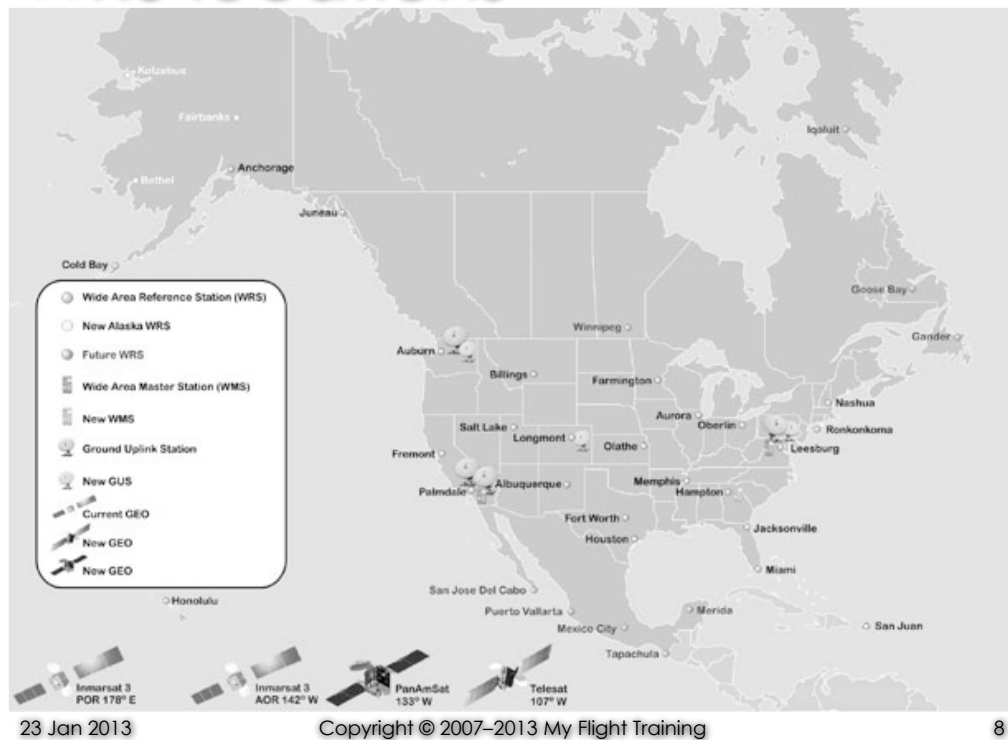 Kotzebue
Iqaluit
Fairbanks
Anchorage
Bethel
Juneau
Cold Bay
Goose Bay
Wide Area Reference Station (WRS)
New Alaska WRS
Future WRS
Wide Area Master Station (WMS)
New WMS
Ground Uplink Station
New GUS
Current GEO
New GEO
New GEO
Winnipeg
Gander
Auburn
Billings
Farmington
Nashua
Aurora
Oberlin
Ronkonkoma
Salt Lake
Longmont
Olathe
Leesburg
Fremont
Palmdale
Albuquerque
Memphis
Hampton
Fort Worth
Jacksonville
Houston
Miami
San Jose Del Cabo
Honolulu
Puerto Vallarta
Merida
Mexico City
San Juan
Tapachula
Inmarsat 3
POR 178° E
Inmarsat 3
AOR 142° W
PanAmSat
133° W
Telesat
107° W
23 Jan 2013
Copyright © 2007–2013 My Flight Training
8